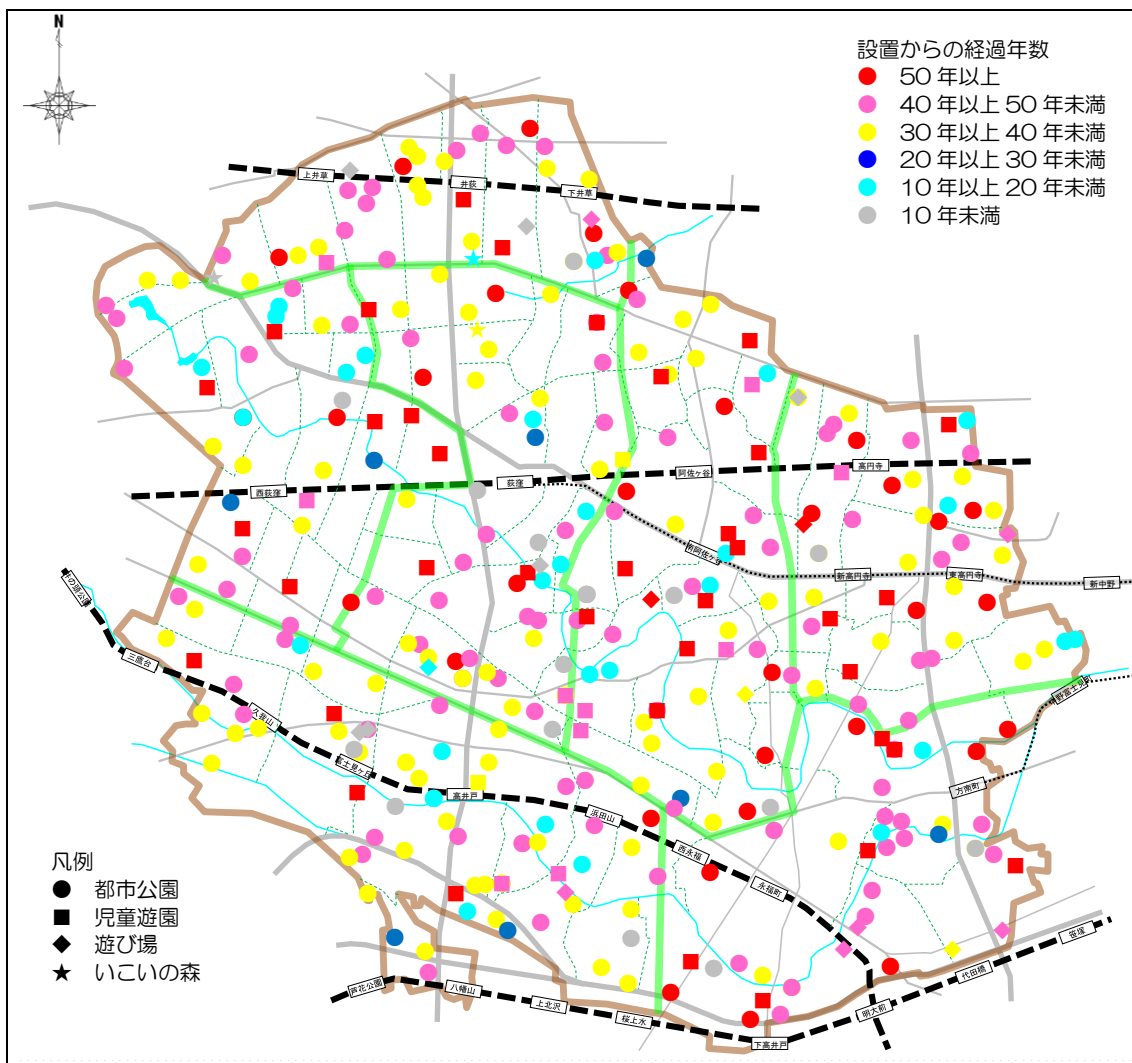 N
設置からの経過年数
50 年以上
40 年以上 50 年未満
30 年以上 40 年未満
20 年以上 30 年未満
10 年以上 20 年未満
10 年未満
上井草
井荻
下井草
西荻窪
荻窪
阿佐ヶ谷
高円寺
南阿佐ヶ谷
新高円寺
東高円寺
新中野
井の頭公園
三鷹台
久我山
富士見ヶ丘
高井戸
浜田山
西永福
永福町
方南町
中野富士見町
凡例
都市公園
児童遊園
遊び場
いこいの森
芦花公園
八幡山
上北沢
桜上水
下高井戸
明大前
代田橋
笹塚